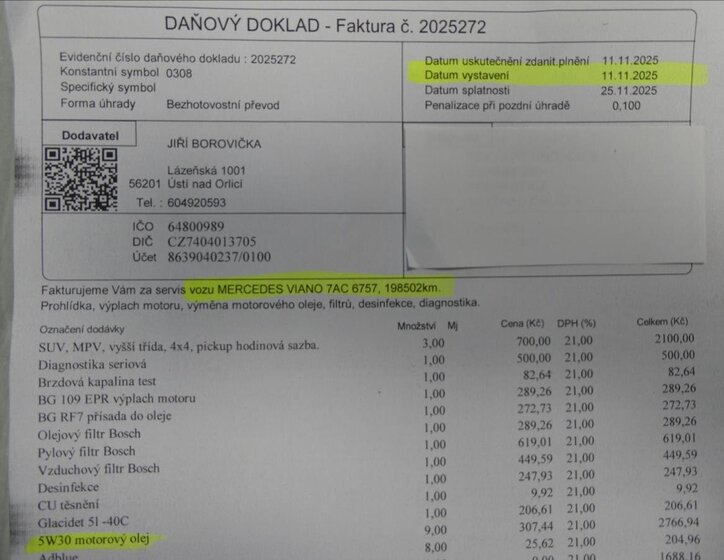 DAŇOVÝ DOKLAD - Faktura č. 2025272
Evidenční číslo daňového dokladu : 2025272
Konstantní symbol 0308
Specifický symbol
Forma úhrady Bezhotovostní převod
Datum uskutečnění zdanit.plnění 11.11.2025
Datum vystavení 11.11.2025
Datum splatnosti 25.11.2025
Penalizace při pozdní úhradě 0,100
Dodavatel
JIŘÍ BOROVIČKA
Lázeňská 1001
56201 Ústí nad Orlicí
Tel. : 604920593
IČO 64800989
DIČ CZ7404013705
Účet 8639040237/0100
Fakturujeme Vám za servis vozu MERCEDES VIANO 7AC 6757, 198502km.
Prohlídka, výplach motoru, výměna motorového oleje, filtrů, desinfekce, diagnostika.
Označení dodávky Množství Mj Cena (Kč) DPH (%) Celkem (Kč)
SUV, MPV, vyšší třída, 4x4, pickup hodinová sazba. 3,00 700,00 21,00 2100,00
Diagnostika seriová 1,00 500,00 21,00 500,00
Brzdová kapalina test 1,00 82,64 21,00 82,64
BG 109 EPR výplach motoru 1,00 289,26 21,00 289,26
BG RF7 přísada do oleje 1,00 272,73 21,00 272,73
Olejový filtr Bosch 1,00 289,26 21,00 289,26
Pylový filtr Bosch 1,00 619,01 21,00 619,01
Vzduchový filtr Bosch 1,00 449,59 21,00 449,59
Desinfekce 1,00 247,93 21,00 247,93
CU těsnění 1,00 9,92 21,00 9,92
Glacidet 5l -40C 1,00 206,61 21,00 206,61
5W30 motorový olej 9,00 307,44 21,00 2766,94
Adblue 8,00 25,62 21,00 204,96
1688,16